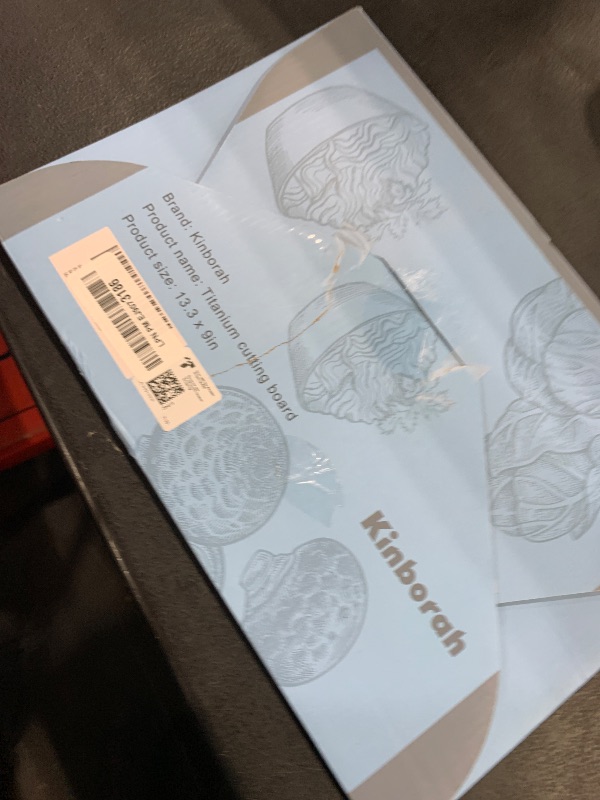 Brand: Kinborah
Product name: Titanium cutting board
Product size: 13.3 x 9in
Kinborah